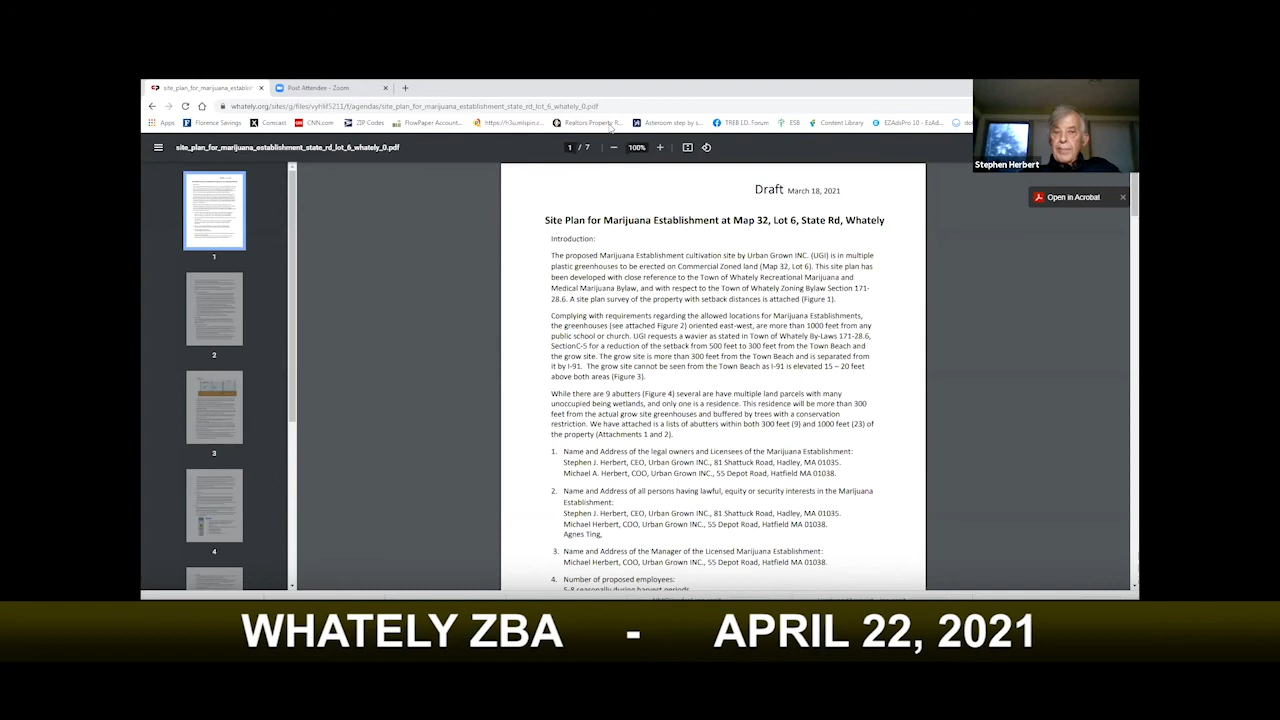 site_plan_for_marijuana_establis
Post Attendee - Zoom
whately.org/sites/g/files/vyhlif5211/f/agendas/site_plan_for_marijuana_establishment_state_rd_lot_6_whately_0.pdf
Apps Florence Savings Comcast CNN.com ZIP Codes FlowPaper Account... https://h3u.mlspin.c... Realtors Property R... Asteroom step by s... TREB I.D. Forum ESB Content Library EZAdsPro 10 - EzAd...
site_plan_for_marijuana_establishment_state_rd_lot_6_whately_0.pdf
1 / 7
100%
Stephen Herbert
Open in Acrobat
1
2
3
4
Draft March 18, 2021
Site Plan for Marijuana Establishment at Map 32, Lot 6, State Rd, Whately
Introduction:
The proposed Marijuana Establishment cultivation site by Urban Grown INC. (UGI) is in multiple
plastic greenhouses to be erected on Commercial Zoned land (Map 32, Lot 6). This site plan has
been developed with close reference to the Town of Whately Recreational Marijuana and
Medical Marijuana Bylaw, and with respect to the Town of Whately Zoning Bylaw Section 171-
28.6. A site plan survey of the property with setback distances is attached (Figure 1).
Complying with requirements regarding the allowed locations for Marijuana Establishments,
the greenhouses (see attached Figure 2) oriented east-west, are more than 1000 feet from any
public school or church. UGI requests a wavier as stated in Town of Whately By-Laws 171-28.6,
SectionC-5 for a reduction of the setback from 500 feet to 300 feet from the Town Beach and
the grow site. The grow site is more than 300 feet from the Town Beach and is separated from
it by I-91. The grow site cannot be seen from the Town Beach as I-91 is elevated 15 – 20 feet
above both areas (Figure 3).
While there are 9 abutters (Figure 4) several are have multiple land parcels with many
unoccupied being wetlands, and only one is a residence. This residence will be more than 300
feet from the actual grow site greenhouses and buffered by trees with a conservation
restriction. We have attached is a lists of abutters within both 300 feet (9) and 1000 feet (23) of
the property (Attachments 1 and 2).
1. Name and Address of the legal owners and Licensees of the Marijuana Establishment:
Stephen J. Herbert, CEO, Urban Grown INC., 81 Shattuck Road, Hadley, MA 01035.
Michael A. Herbert, COO, Urban Grown INC., 55 Depot Road, Hatfield MA 01038.
2. Name and Address of all persons having lawful, equity or security interests in the Marijuana
Establishment:
Stephen J. Herbert, CEO, Urban Grown INC., 81 Shattuck Road, Hadley, MA 01035.
Michael Herbert, COO, Urban Grown INC., 55 Depot Road, Hatfield MA 01038.
Agnes Ting,
3. Name and Address of the Manager of the Licensed Marijuana Establishment:
Michael Herbert, COO, Urban Grown INC., 55 Depot Road, Hatfield MA 01038.
4. Number of proposed employees:
5-8 seasonally during harvest periods
WHATELY ZBA - APRIL 22, 2021